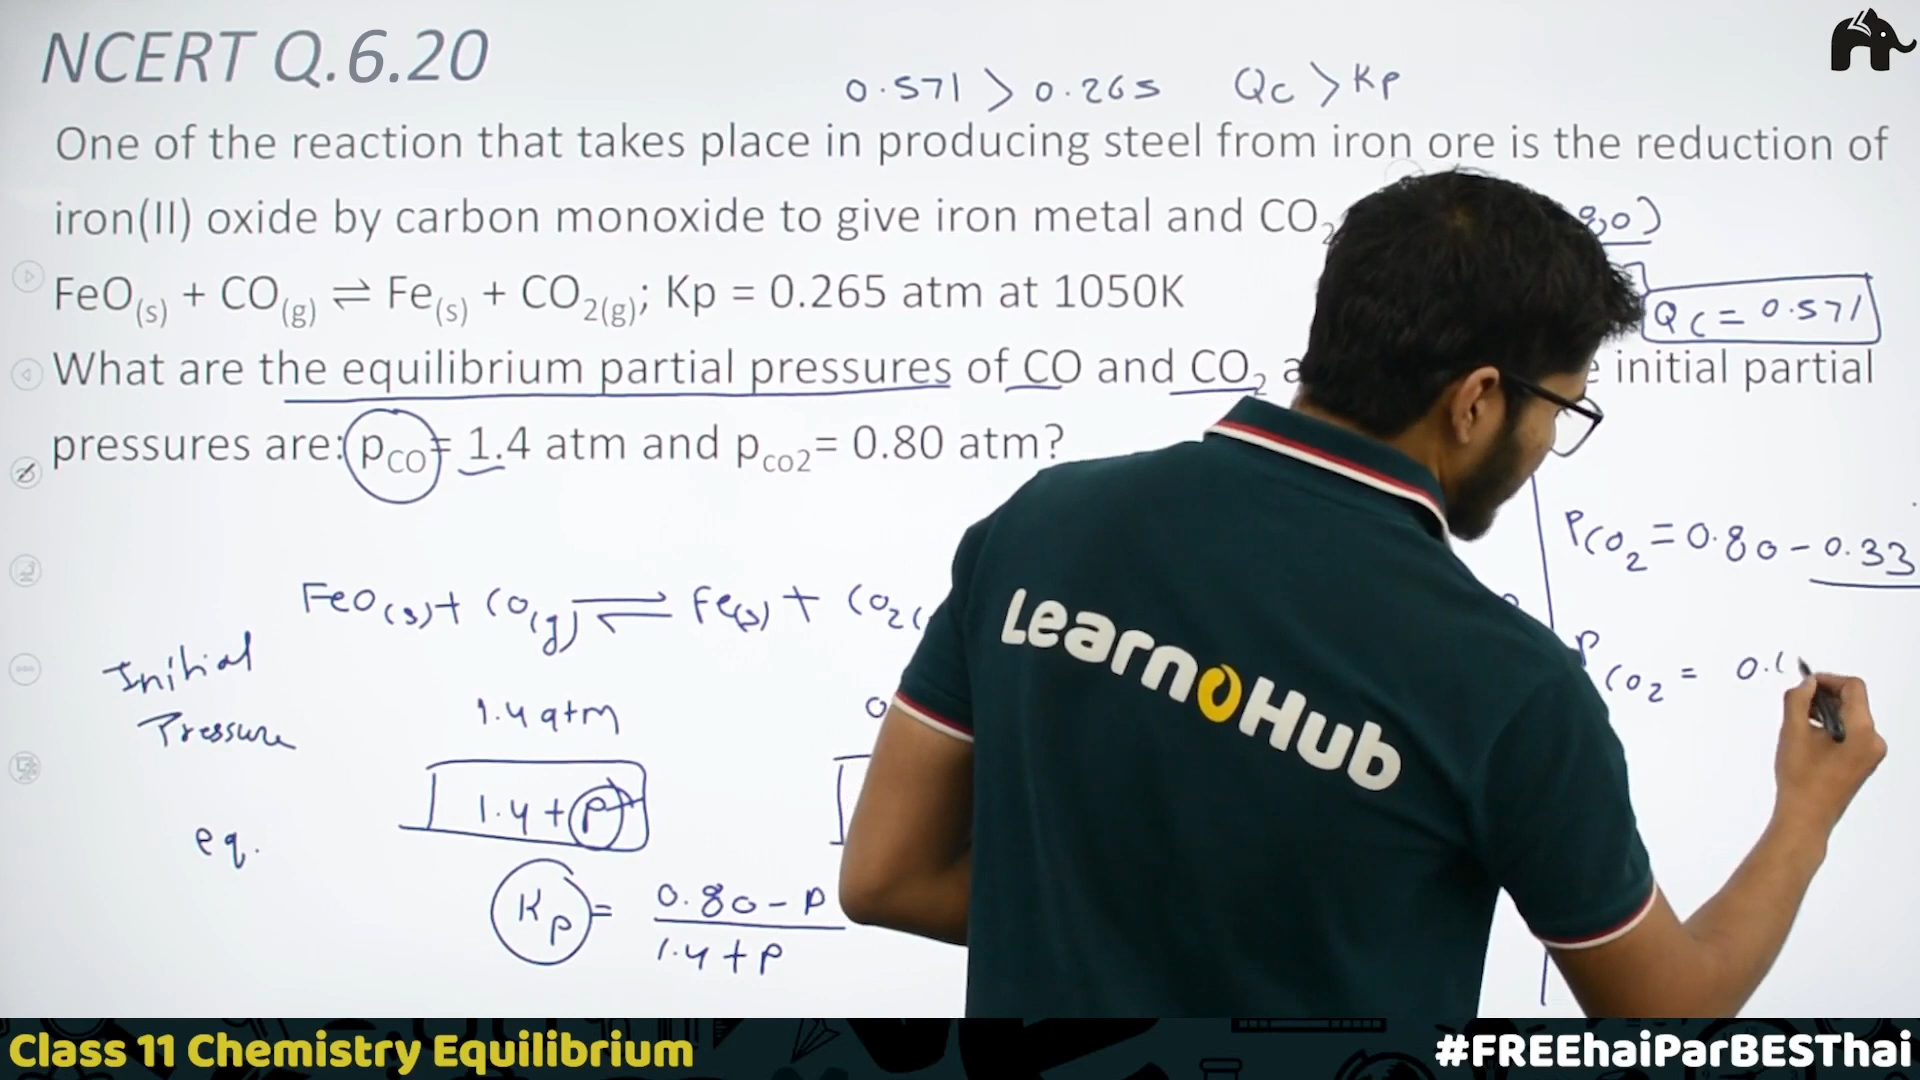 NCERT Q.6.20
0.571 > 0.265 Qc > Kp
One of the reaction that takes place in producing steel from iron ore is the reduction of
iron(II) oxide by carbon monoxide to give iron metal and CO₂
80)
FeO(s) + CO(g) ⇌ Fe(s) + CO₂(g); Kp = 0.265 atm at 1050K
Qc = 0.571
What are the equilibrium partial pressures of CO and CO₂ initial partial
pressures are: pCO = 1.4 atm and pco2 = 0.80 atm?
PCO₂ = 0.80 - 0.33
FeO(s) + CO(g) ⇌ Fe(s) + CO₂(
Initial
Pressure
1.4 atm
PCO₂ = 0.
1.4 + P
eq.
Kp = 0.80 - P
1.4 + P
LearnoHub
Class 11 Chemistry Equilibrium
#FREEhaiParBESThai